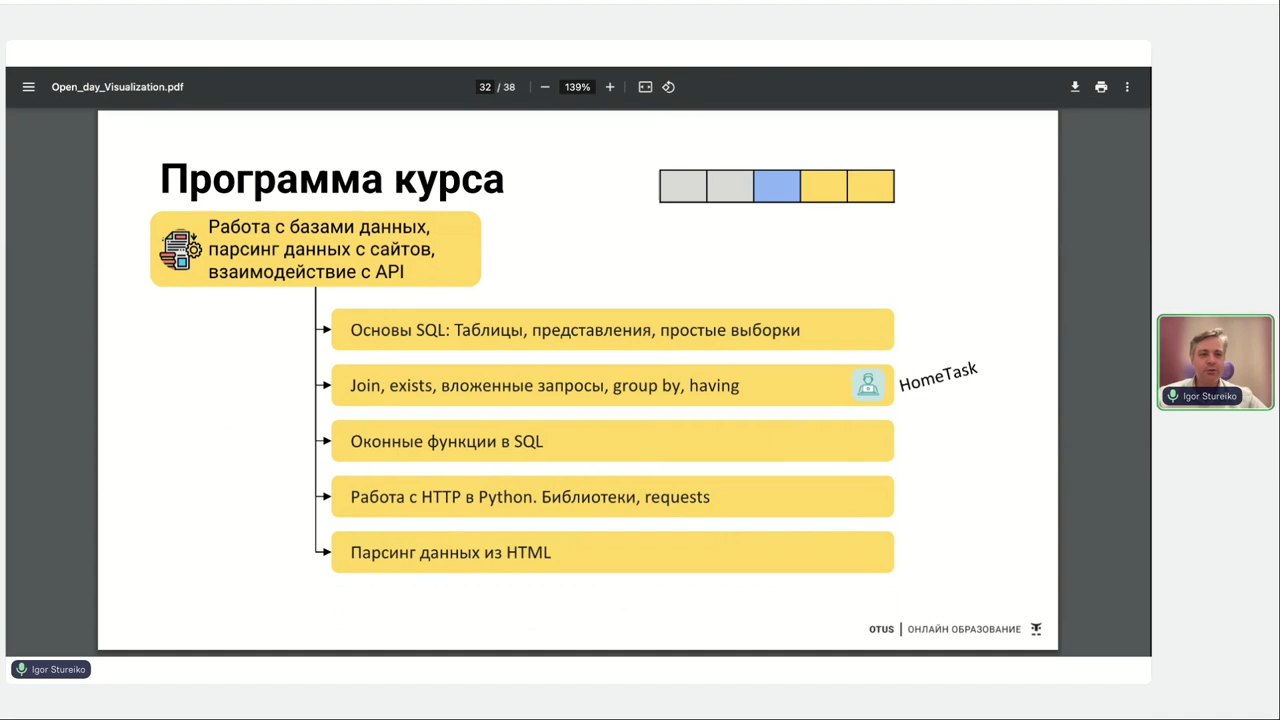 Open_day_Visualization.pdf
32 / 38
139%
Программа курса
Работа с базами данных,
парсинг данных с сайтов,
взаимодействие с API
Основы SQL: Таблицы, представления, простые выборки
Join, exists, вложенные запросы, group by, having
HomeTask
Оконные функции в SQL
Работа с HTTP в Python. Библиотеки, requests
Парсинг данных из HTML
OTUS | ОНЛАЙН ОБРАЗОВАНИЕ
Igor Stureiko
Igor Stureiko